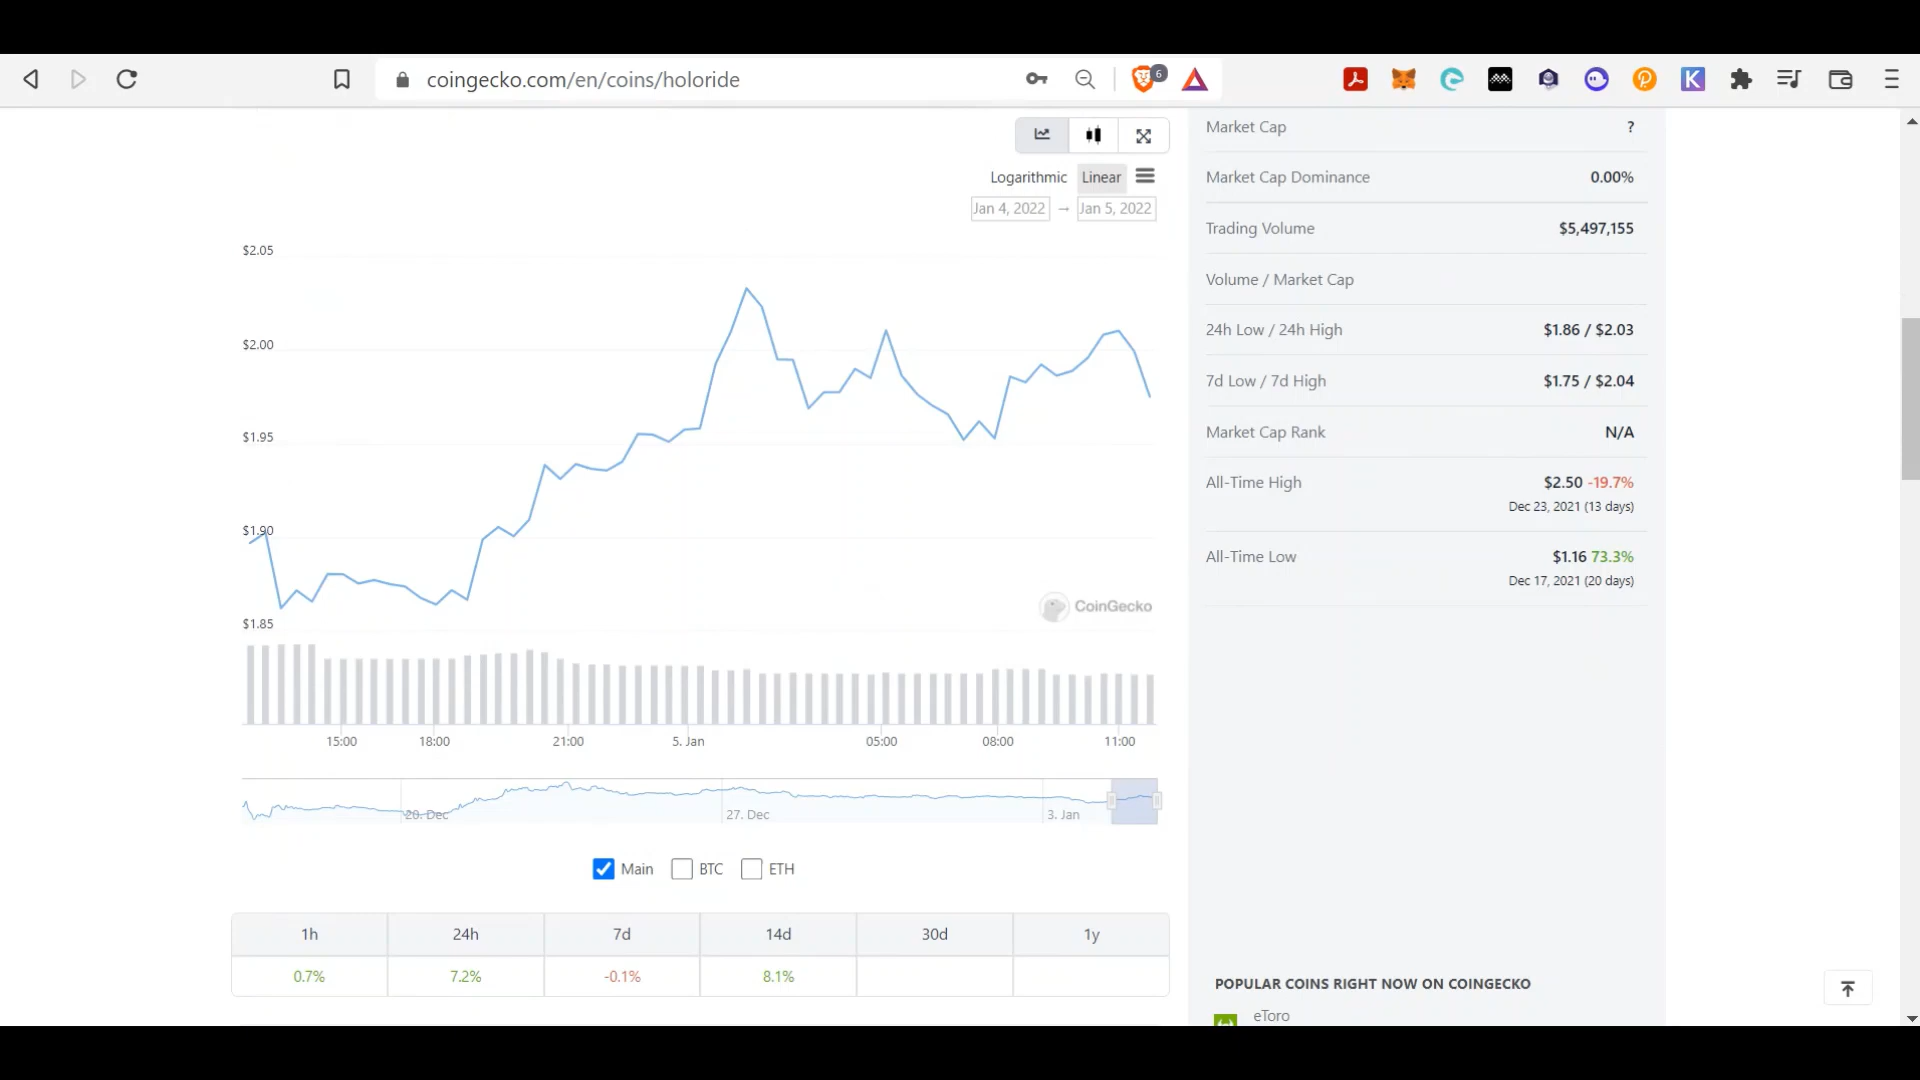 coingecko.com/en/coins/holoride
6
Logarithmic Linear
Jan 4, 2022 → Jan 5, 2022
$2.05
$2.00
$1.95
$1.90
$1.85
CoinGecko
15:00 18:00 21:00 5. Jan 05:00 08:00 11:00
20. Dec 27. Dec 3. Jan
Main BTC ETH
1h 24h 7d 14d 30d 1y
0.7% 7.2% -0.1% 8.1%
Market Cap ?
Market Cap Dominance 0.00%
Trading Volume $5,497,155
Volume / Market Cap
24h Low / 24h High $1.86 / $2.03
7d Low / 7d High $1.75 / $2.04
Market Cap Rank N/A
All-Time High $2.50 -19.7%
Dec 23, 2021 (13 days)
All-Time Low $1.16 73.3%
Dec 17, 2021 (20 days)
POPULAR COINS RIGHT NOW ON COINGECKO
eToro